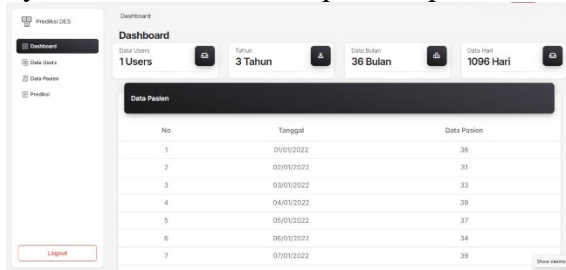 Prediksi DES
Dashboard
Data Users
Data Pasien
Prediksi
Logout
Dashboard
Dashboard
Data Users
1 Users
Tahun
3 Tahun
Data Bulan
36 Bulan
Data Hari
1096 Hari
Data Pasien
No Tanggal Data Pasien
1 01/01/2022 38
2 02/01/2022 31
3 03/01/2022 33
4 04/01/2022 39
5 05/01/2022 37
6 06/01/2022 34
7 07/01/2022 39